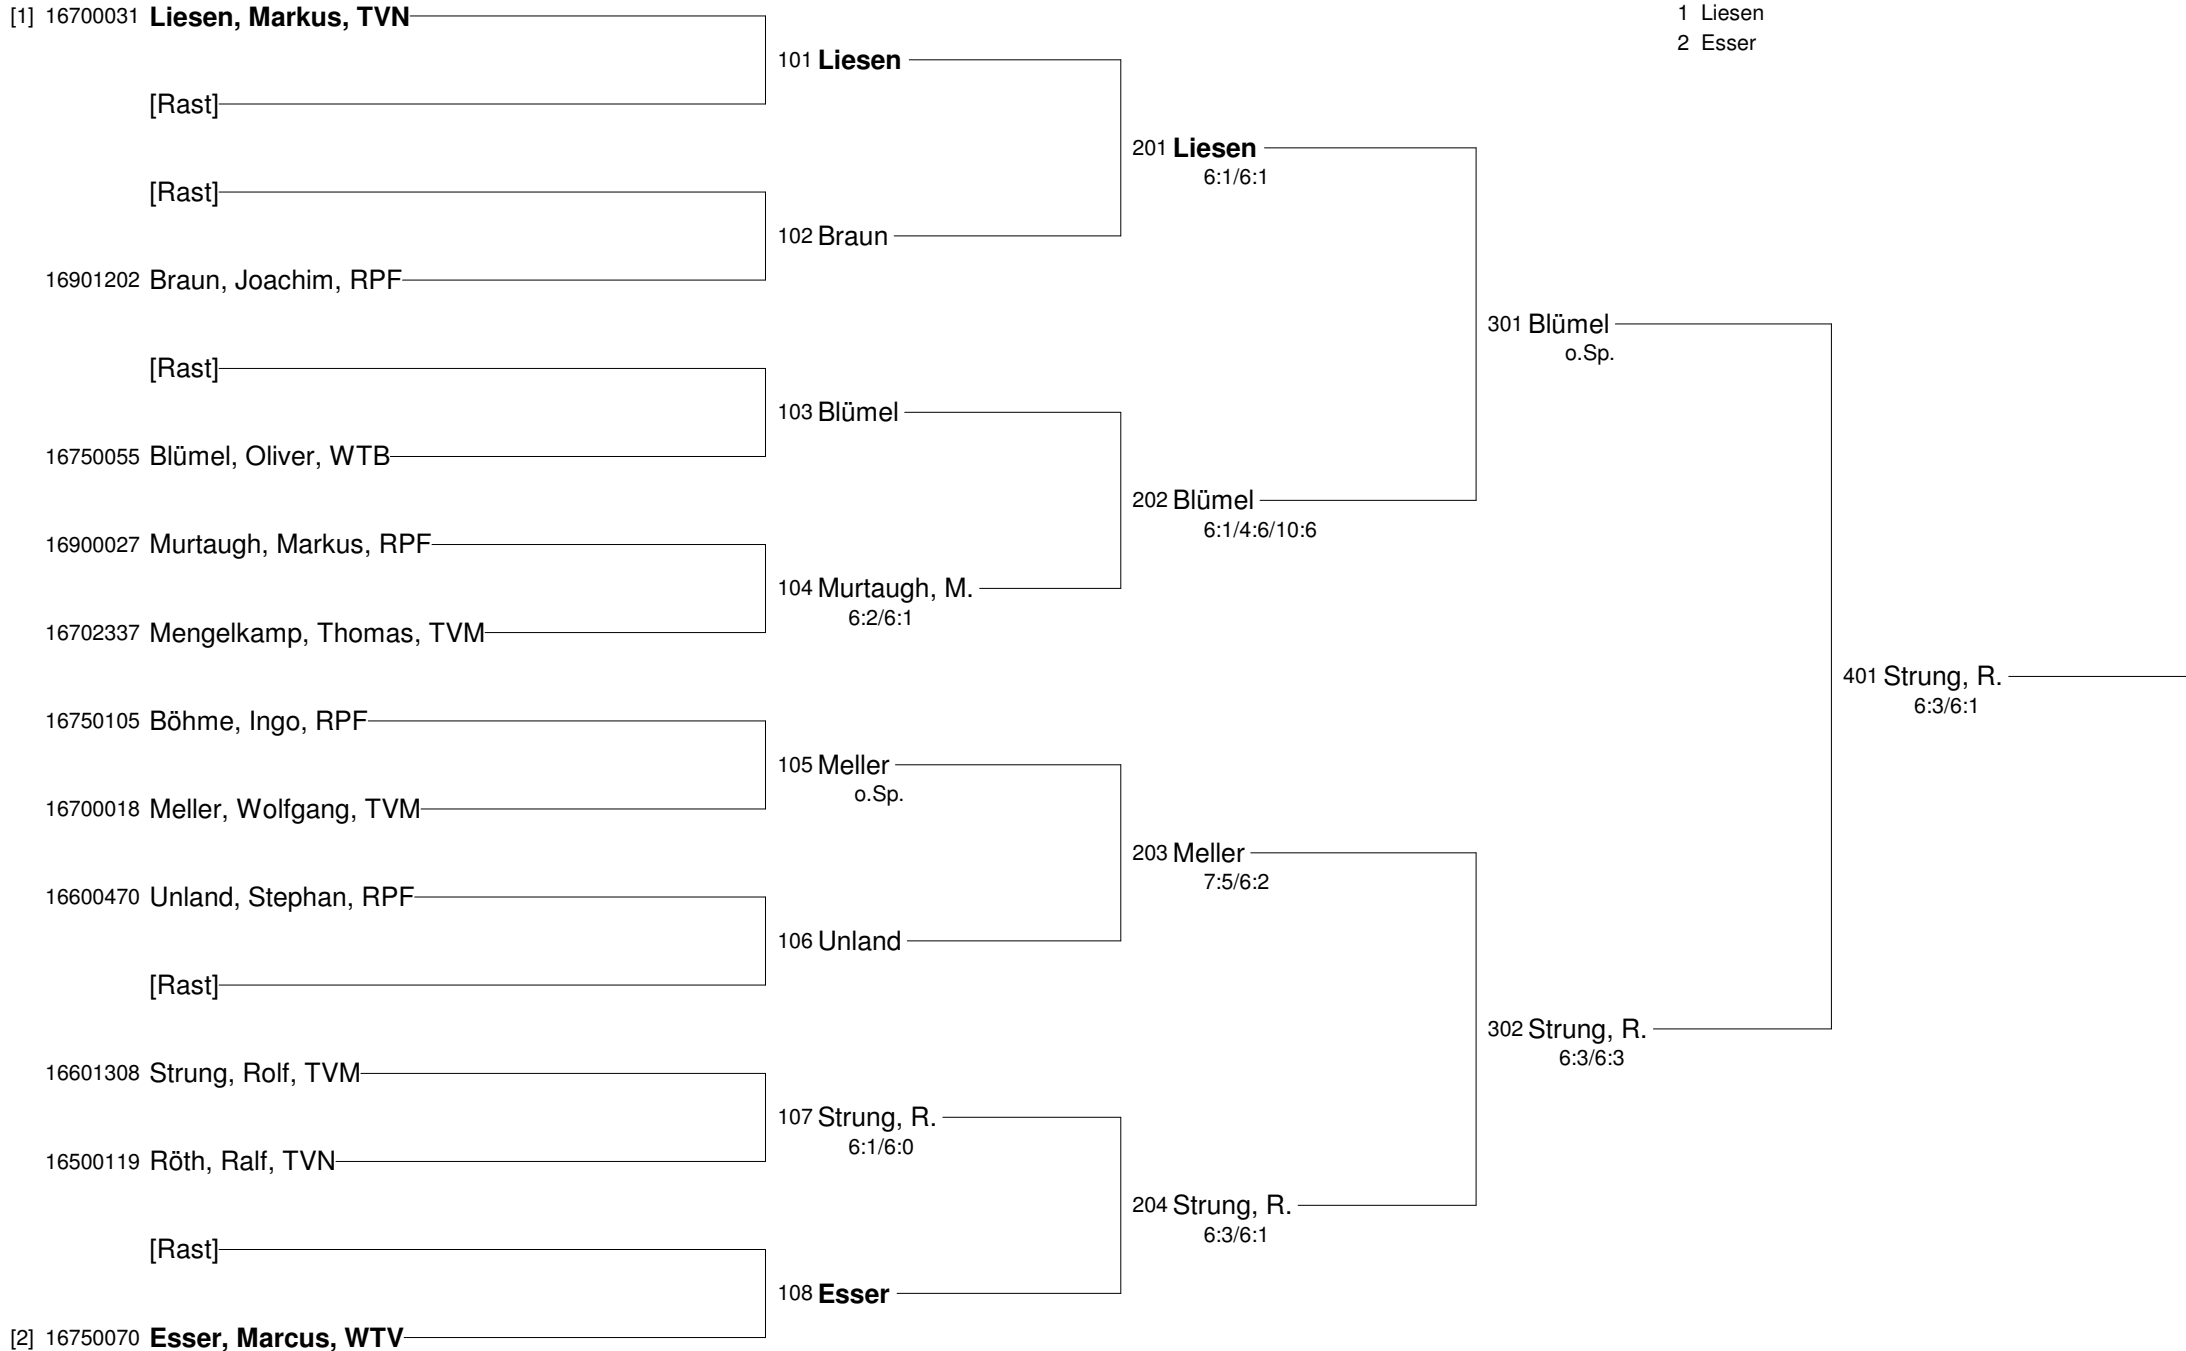 [1] 16700031 Liesen, Markus, TVN
1 Liesen
2 Esser
101 Liesen
[Rast]
201 Liesen
6:1/6:1
[Rast]
102 Braun
16901202 Braun, Joachim, RPF
301 Blümel
o.Sp.
[Rast]
103 Blümel
16750055 Blümel, Oliver, WTB
202 Blümel
6:1/4:6/10:6
16900027 Murtaugh, Markus, RPF
104 Murtaugh, M.
6:2/6:1
16702337 Mengelkamp, Thomas, TVM
401 Strung, R.
6:3/6:1
16750105 Böhme, Ingo, RPF
105 Meller
o.Sp.
16700018 Meller, Wolfgang, TVM
203 Meller
7:5/6:2
16600470 Unland, Stephan, RPF
106 Unland
[Rast]
302 Strung, R.
6:3/6:3
16601308 Strung, Rolf, TVM
107 Strung, R.
6:1/6:0
16500119 Röth, Ralf, TVN
204 Strung, R.
6:3/6:1
[Rast]
108 Esser
[2] 16750070 Esser, Marcus, WTV